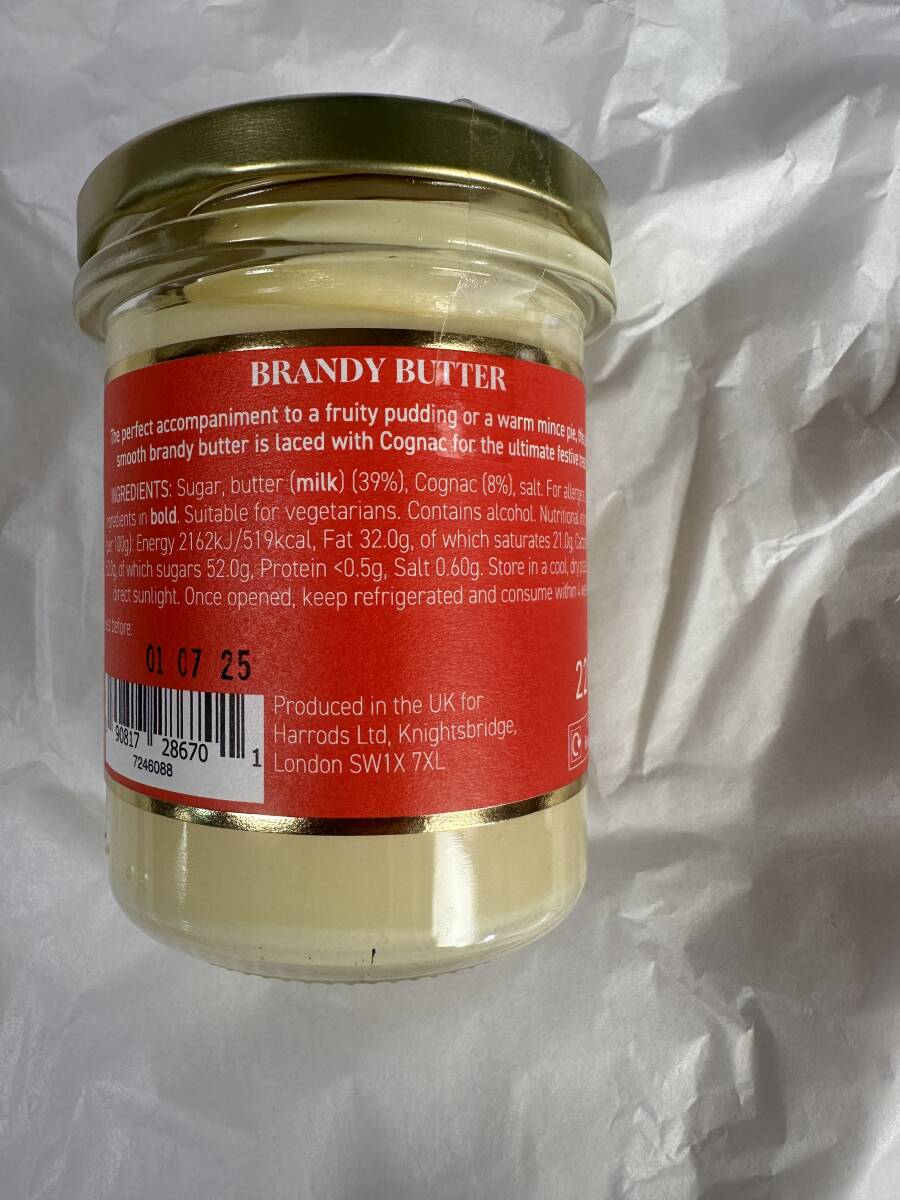 BRANDY BUTTER
The perfect accompaniment to a fruity pudding or a warm mince pie,
smooth brandy butter is laced with Cognac for the ultimate festive
INGREDIENTS: Sugar, butter (milk) (39%), Cognac (8%), salt. For
in bold. Suitable for vegetarians. Contains alcohol. Nutritional
100g): Energy 2162kJ/519kcal, Fat 32.0g, of which saturates 21.0g,
of which sugars 52.0g, Protein <0.5g, Salt 0.60g. Store in a cool, dry
direct sunlight. Once opened, keep refrigerated and consume within 4
before:
01 07 25
Produced in the UK for
Harrods Ltd, Knightsbridge,
London SW1X 7XL
90817 28670 1
7246088